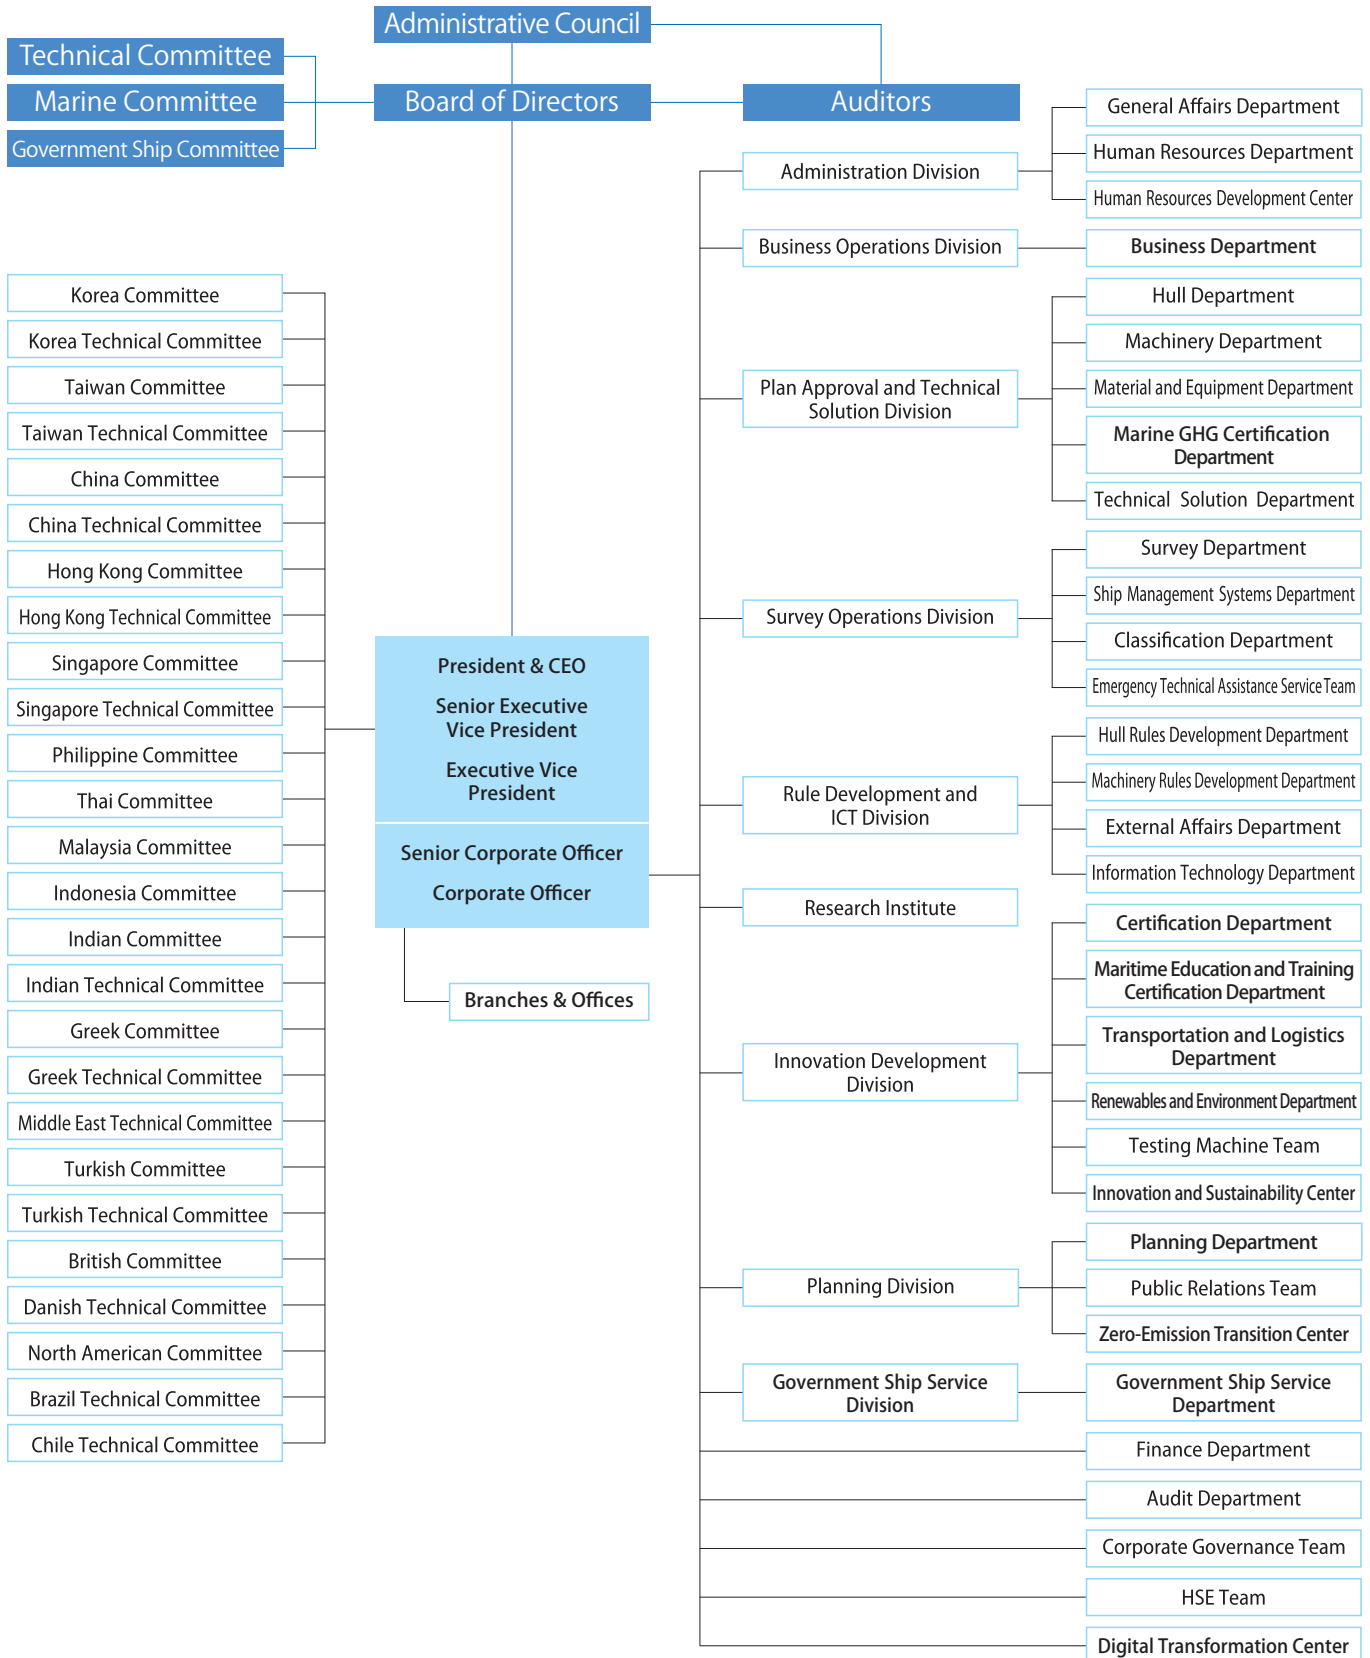 Administrative Council
Technical Committee
Marine Committee
Government Ship Committee
Board of Directors
Auditors
Korea Committee
Korea Technical Committee
Taiwan Committee
Taiwan Technical Committee
China Committee
China Technical Committee
Hong Kong Committee
Hong Kong Technical Committee
Singapore Committee
Singapore Technical Committee
Philippine Committee
Thai Committee
Malaysia Committee
Indonesia Committee
Indian Committee
Indian Technical Committee
Greek Committee
Greek Technical Committee
Middle East Technical Committee
Turkish Committee
Turkish Technical Committee
British Committee
Danish Technical Committee
North American Committee
Brazil Technical Committee
Chile Technical Committee
President & CEO
Senior Executive
Vice President
Executive Vice
President
Senior Corporate Officer
Corporate Officer
Branches & Offices
Administration Division
General Affairs Department
Human Resources Department
Human Resources Development Center
Business Operations Division
Business Department
Plan Approval and Technical
Solution Division
Hull Department
Machinery Department
Material and Equipment Department
Marine GHG Certification
Department
Technical Solution Department
Survey Operations Division
Survey Department
Ship Management Systems Department
Classification Department
Emergency Technical Assistance Service Team
Rule Development and
ICT Division
Hull Rules Development Department
Machinery Rules Development Department
External Affairs Department
Information Technology Department
Research Institute
Innovation Development
Division
Certification Department
Maritime Education and Training
Certification Department
Transportation and Logistics
Department
Renewables and Environment Department
Testing Machine Team
Innovation and Sustainability Center
Planning Division
Planning Department
Public Relations Team
Zero-Emission Transition Center
Government Ship Service
Division
Government Ship Service
Department
Finance Department
Audit Department
Corporate Governance Team
HSE Team
Digital Transformation Center